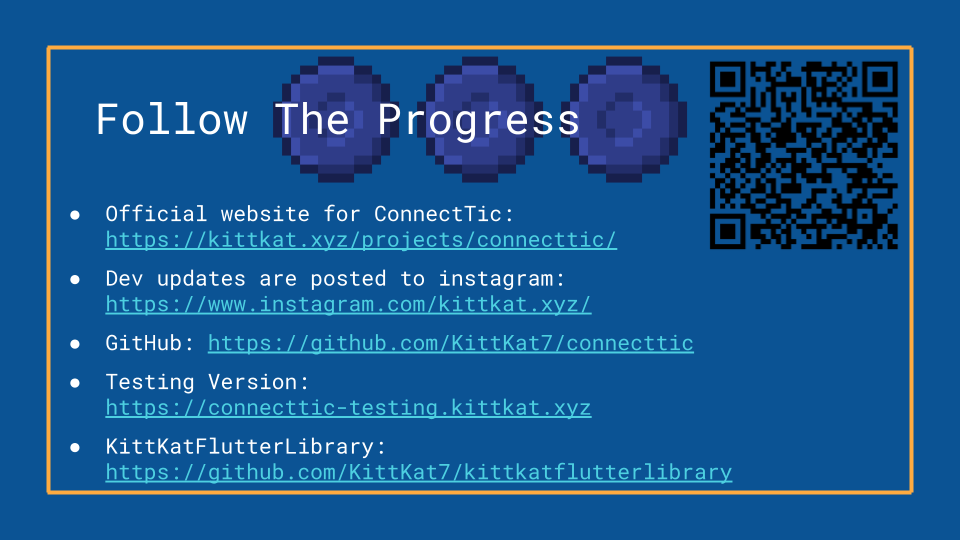 Follow The Progress
● Official website for ConnectTic:
https://kittkat.xyz/projects/connecttic/
● Dev updates are posted to instagram:
https://www.instagram.com/kittkat.xyz/
● GitHub: https://github.com/KittKat7/connecttic
● Testing Version:
https://connecttic-testing.kittkat.xyz
● KittKatFlutterLibrary:
https://github.com/KittKat7/kittkatflutterlibrary